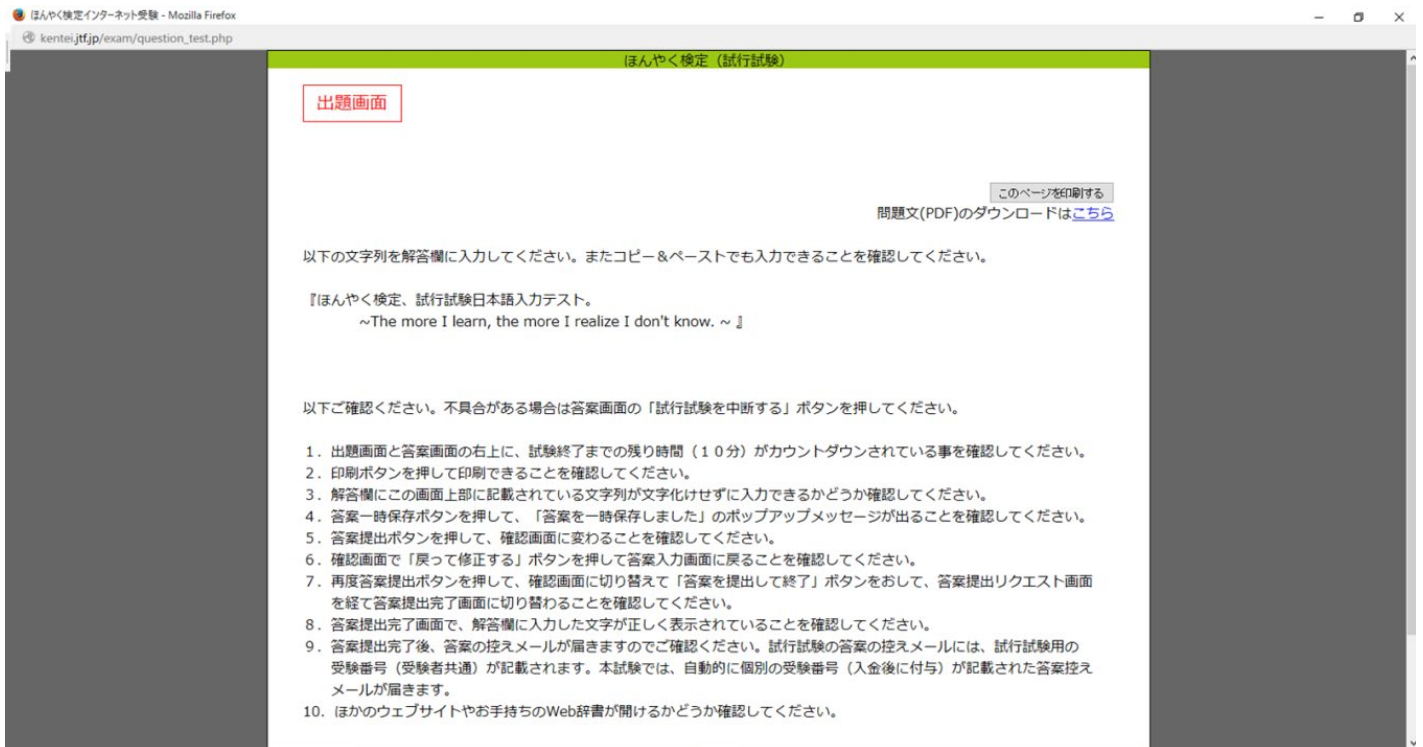 ほんやく検定インターネット受験 - Mozilla Firefox
kentei.jtf.jp/exam/question_test.php
ほんやく検定（試行試験）
出題画面
このページを印刷する
問題文(PDF)のダウンロードはこちら
以下の文字列を解答欄に入力してください。またコピー＆ペーストでも入力できることを確認してください。
『ほんやく検定、試行試験日本語入力テスト。
~The more I learn, the more I realize I don't know. ~ 』
以下ご確認ください。不具合がある場合は答案画面の「試行試験を中断する」ボタンを押してください。
1．出題画面と答案画面の右上に、試験終了までの残り時間（１０分）がカウントダウンされている事を確認してください。
2．印刷ボタンを押して印刷できることを確認してください。
3．解答欄にこの画面上部に記載されている文字列が文字化けせずに入力できるかどうか確認してください。
4．答案一時保存ボタンを押して、「答案を一時保存しました」のポップアップメッセージが出ることを確認してください。
5．答案提出ボタンを押して、確認画面に変わることを確認してください。
6．確認画面で「戻って修正する」ボタンを押して答案入力画面に戻ることを確認してください。
7．再度答案提出ボタンを押して、確認画面に切り替えて「答案を提出して終了」ボタンをおして、答案提出リクエスト画面
を経て答案提出完了画面に切り替わることを確認してください。
8．答案提出完了画面で、解答欄に入力した文字が正しく表示されていることを確認してください。
9．答案提出完了後、答案の控えメールが届きますのでご確認ください。試行試験の答案の控えメールには、試行試験用の
受験番号（受験者共通）が記載されます。本試験では、自動的に個別の受験番号（入金後に付与）が記載された答案控え
メールが届きます。
10．ほかのウェブサイトやお手持ちのWeb辞書が開けるかどうか確認してください。